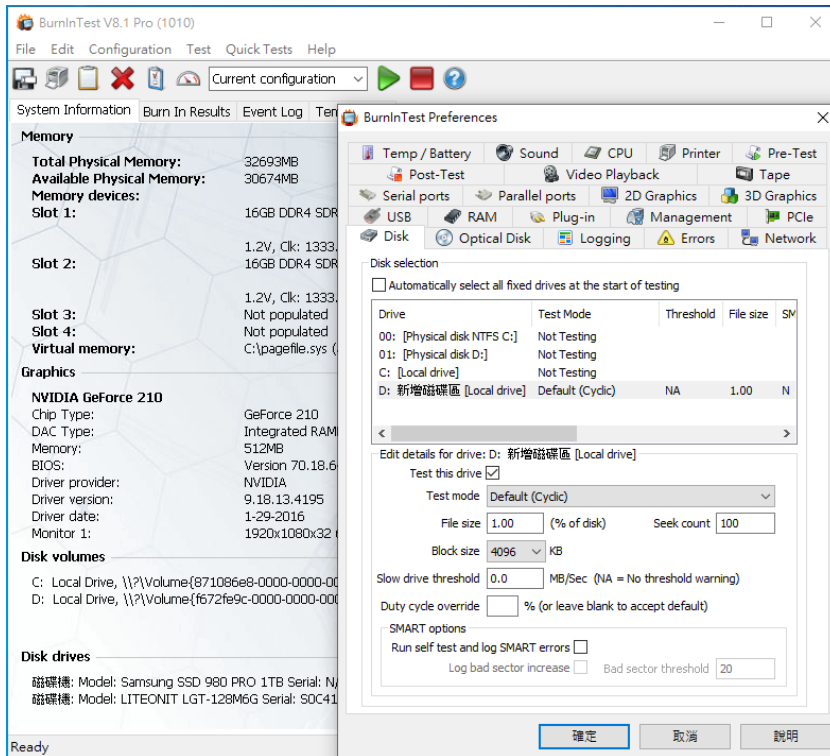 BurnInTest V8.1 Pro (1010)
File Edit Configuration Test Quick Tests Help
Current configuration
System Information Burn In Results Event Log Ten
Memory
Total Physical Memory: 32693MB
Available Physical Memory: 30674MB
Memory devices:
Slot 1: 16GB DDR4 SDR
1.2V, Clk: 1333.
Slot 2: 16GB DDR4 SDR
1.2V, Clk: 1333.
Slot 3: Not populated
Slot 4: Not populated
Virtual memory: C:\pagefile.sys (
Graphics
NVIDIA GeForce 210
Chip Type: GeForce 210
DAC Type: Integrated RAM
Memory: 512MB
BIOS: Version 70.18.6
Driver provider: NVIDIA
Driver version: 9.18.13.4195
Driver date: 1-29-2016
Monitor 1: 1920x1080x32
Disk volumes
C: Local Drive, \\?\Volume{871086e8-0000-0000-00
D: Local Drive, \\?\Volume{f672fe9c-0000-0000-000
Disk drives
磁碟機: Model: Samsung SSD 980 PRO 1TB Serial: N/
磁碟機: Model: LITEONIT LGT-128M6G Serial: S0C41
Ready
BurnInTest Preferences
Temp / Battery Sound CPU Printer Pre-Test
Post-Test Video Playback Tape
Serial ports Parallel ports 2D Graphics 3D Graphics
USB RAM Plug-in Management PCIe
Disk Optical Disk Logging Errors Network
Disk selection
Automatically select all fixed drives at the start of testing
Drive Test Mode Threshold File size SM
00: [Physical disk NTFS C:] Not Testing
01: [Physical disk D:] Not Testing
C: [Local drive] Not Testing
D: 新增磁碟區 [Local drive] Default (Cyclic) NA 1.00 N
Edit details for drive: D: 新增磁碟區 [Local drive]
Test this drive
Test mode Default (Cyclic)
File size 1.00 (% of disk) Seek count 100
Block size 4096 KB
Slow drive threshold 0.0 MB/Sec (NA = No threshold warning)
Duty cycle override % (or leave blank to accept default)
SMART options
Run self test and log SMART errors
Log bad sector increase Bad sector threshold 20
確定 取消 說明